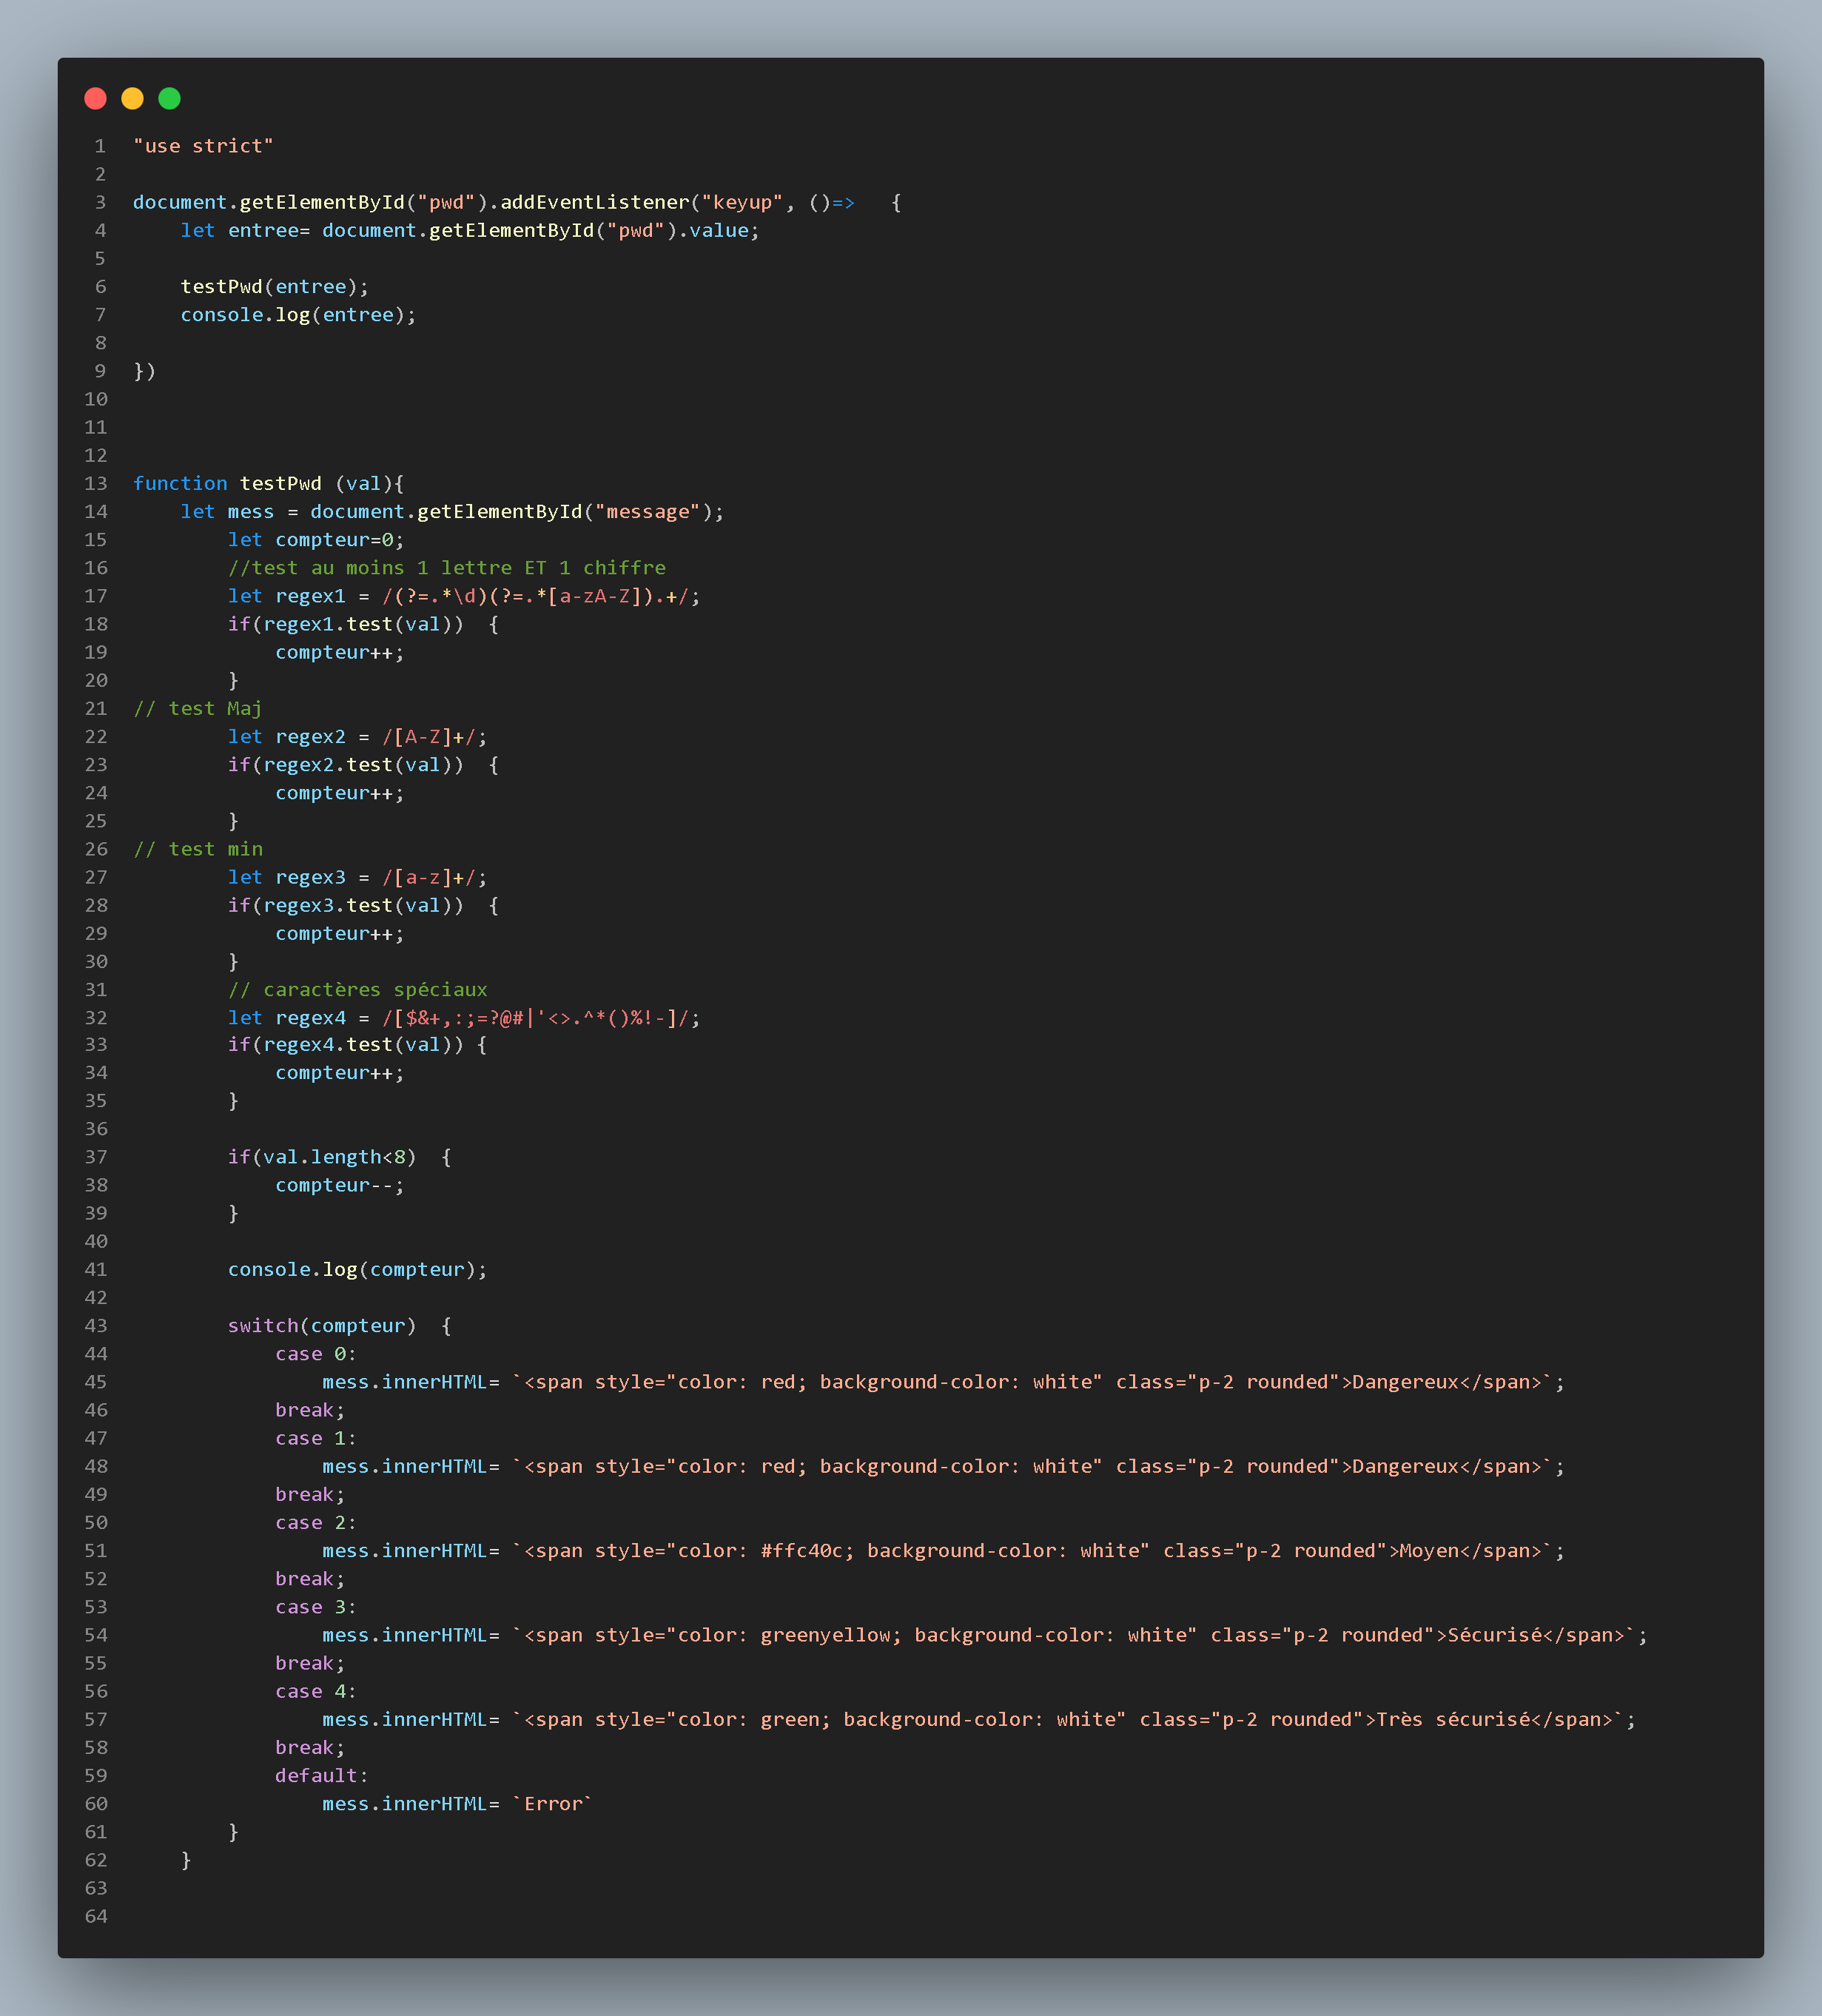 1 "use strict"
2
3 document.getElementById("pwd").addEventListener("keyup", ()=>   {
4     let entree= document.getElementById("pwd").value;
5
6     testPwd(entree);
7     console.log(entree);
8
9 })
10
11
12
13 function testPwd (val){
14     let mess = document.getElementById("message");
15         let compteur=0;
16         //test au moins 1 lettre ET 1 chiffre
17         let regex1 = /(?=.*\d)(?=.*[a-zA-Z]).+/;
18         if(regex1.test(val))  {
19             compteur++;
20         }
21 // test Maj
22         let regex2 = /[A-Z]+/;
23         if(regex2.test(val))  {
24             compteur++;
25         }
26 // test min
27         let regex3 = /[a-z]+/;
28         if(regex3.test(val))  {
29             compteur++;
30         }
31         // caractères spéciaux
32         let regex4 = /[$&+,:;=?@#|'<>.^*()%!-]/;
33         if(regex4.test(val)) {
34             compteur++;
35         }
36
37         if(val.length<8)  {
38             compteur--;
39         }
40
41         console.log(compteur);
42
43         switch(compteur)  {
44             case 0:
45                 mess.innerHTML= `<span style="color: red; background-color: white" class="p-2 rounded">Dangereux</span>`;
46             break;
47             case 1:
48                 mess.innerHTML= `<span style="color: red; background-color: white" class="p-2 rounded">Dangereux</span>`;
49             break;
50             case 2:
51                 mess.innerHTML= `<span style="color: #ffc40c; background-color: white" class="p-2 rounded">Moyen</span>`;
52             break;
53             case 3:
54                 mess.innerHTML= `<span style="color: greenyellow; background-color: white" class="p-2 rounded">Sécurisé</span>`;
55             break;
56             case 4:
57                 mess.innerHTML= `<span style="color: green; background-color: white" class="p-2 rounded">Très sécurisé</span>`;
58             break;
59             default:
60                 mess.innerHTML= `Error`
61         }
62     }
63
64